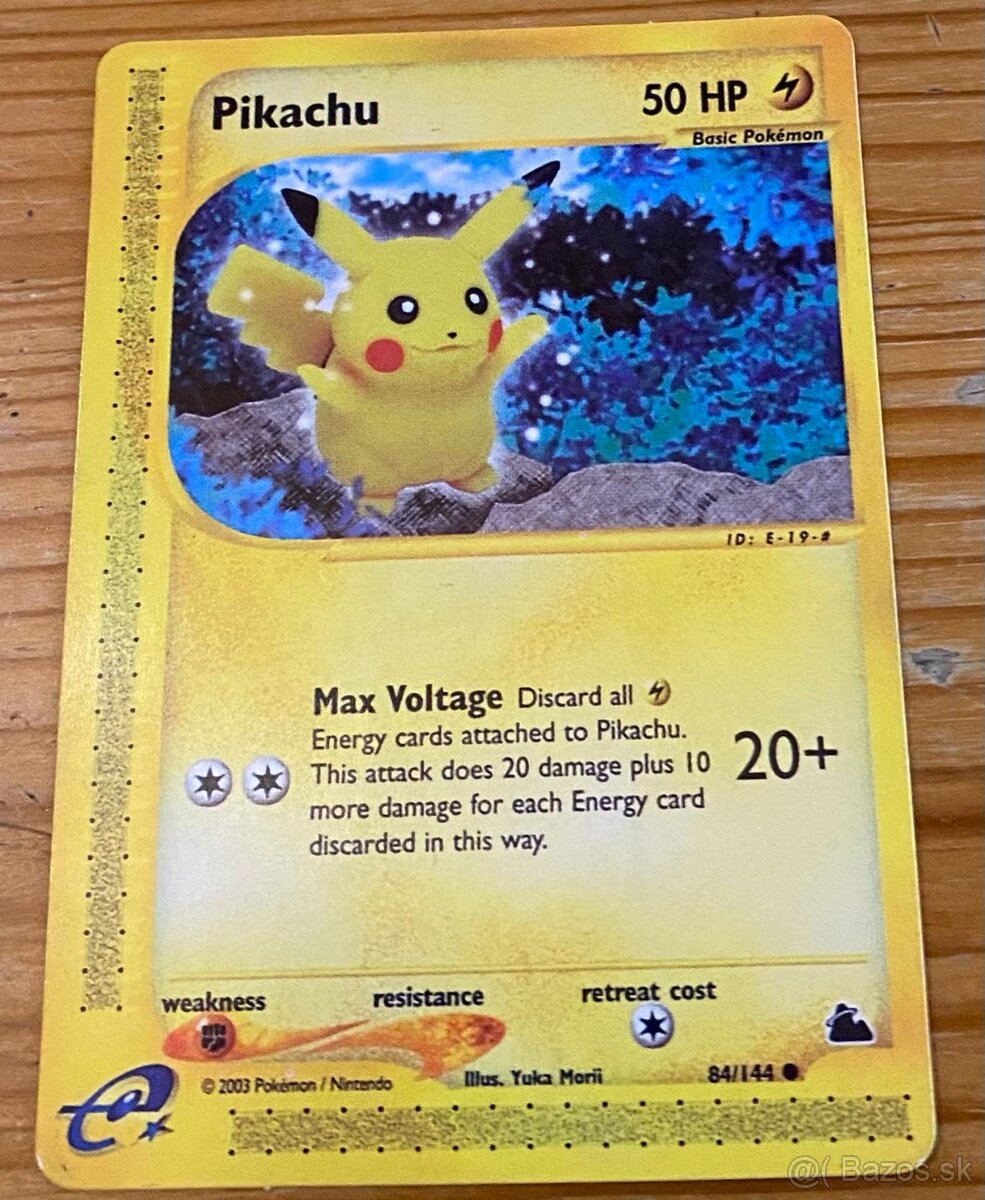 Pikachu
50 HP
Basic Pokémon
ID: E-19-#
Max Voltage Discard all
Energy cards attached to Pikachu.
This attack does 20 damage plus 10
more damage for each Energy card
discarded in this way.
20+
weakness
resistance
retreat cost
© 2003 Pokémon / Nintendo
Illus. Yuka Morii
84/144
@( Bazos.sk